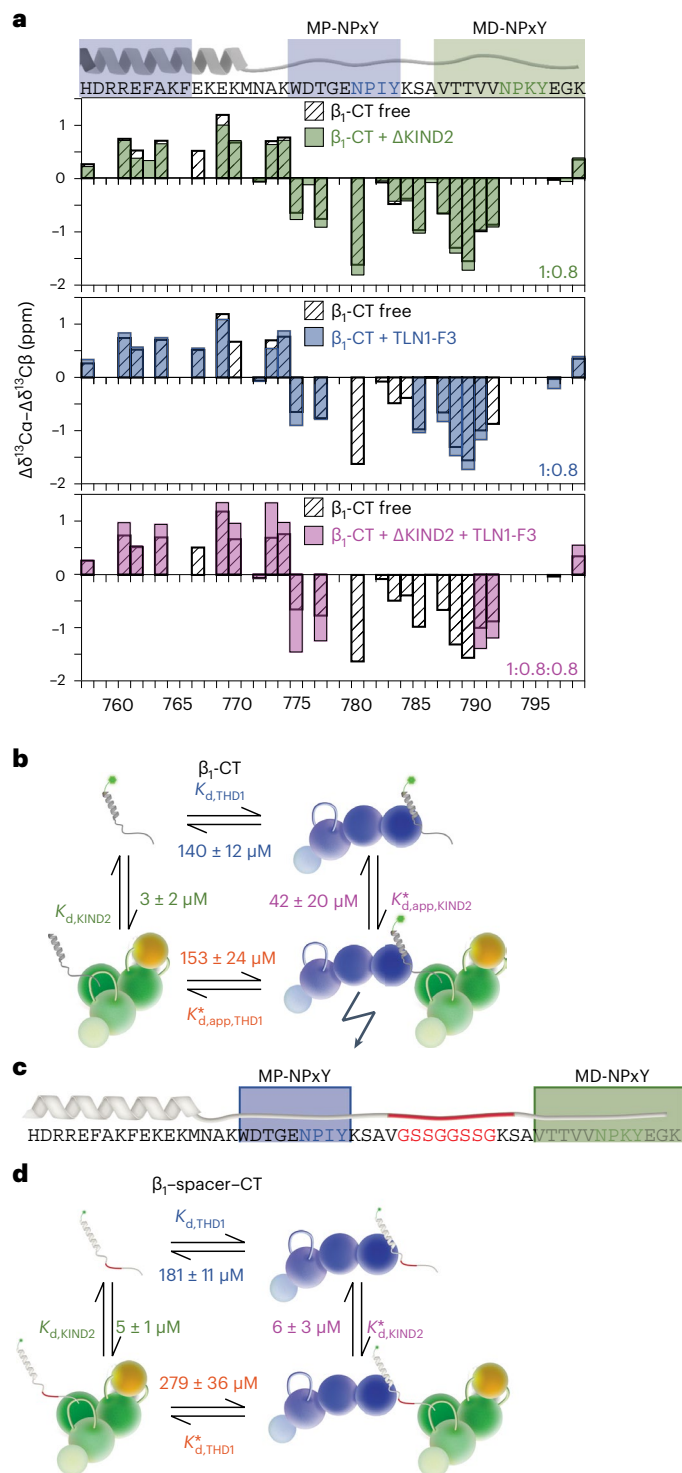 a
MP-NPxY MD-NPxY
HDRREFAKFEKEKMNAKWDTGENPIYKSAVTTVVNPKYEGK
β1-CT free
β1-CT + ΔKIND2
1
0
−1
−2
1:0.8
β1-CT free
β1-CT + TLN1-F3
1
0
−1
−2
1:0.8
Δδ¹³Cα–Δδ¹³Cβ (ppm)
β1-CT free
β1-CT + ΔKIND2 + TLN1-F3
1
0
−1
−2
1:0.8:0.8
760 765 770 775 780 785 790 795
b
β1-CT
Kd,THD1
140 ± 12 µM
Kd,KIND2
3 ± 2 µM
42 ± 20 µM
K*d,app,KIND2
153 ± 24 µM
K*d,app,THD1
c
MP-NPxY MD-NPxY
HDRREFAKFEKEKMNAKWDTGENPIYKSAVGSSGGSSGKSAVTTVVNPKYEGK
d
β1–spacer–CT
Kd,THD1
181 ± 11 µM
Kd,KIND2
5 ± 1 µM
6 ± 3 µM
K*d,KIND2
279 ± 36 µM
K*d,THD1